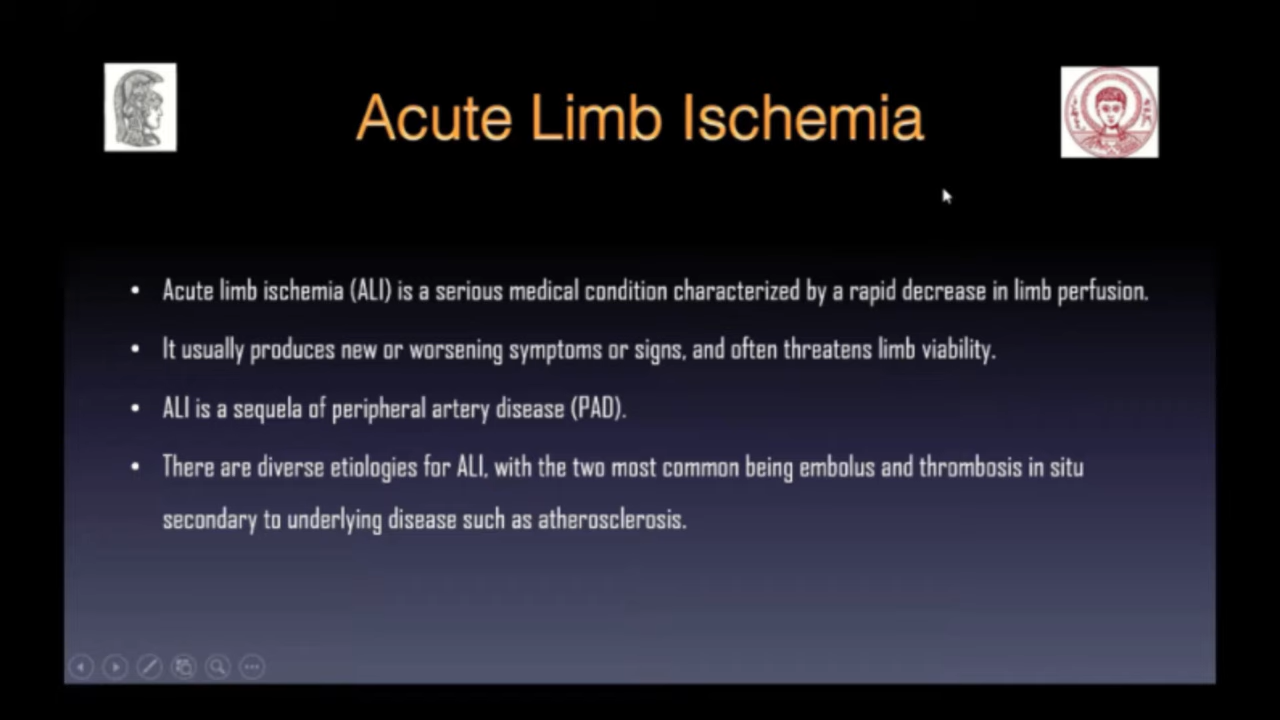 Acute Limb Ischemia
• Acute limb ischemia (ALI) is a serious medical condition characterized by a rapid decrease in limb perfusion.
• It usually produces new or worsening symptoms or signs, and often threatens limb viability.
• ALI is a sequela of peripheral artery disease (PAD).
• There are diverse etiologies for ALI, with the two most common being embolus and thrombosis in situ
secondary to underlying disease such as atherosclerosis.